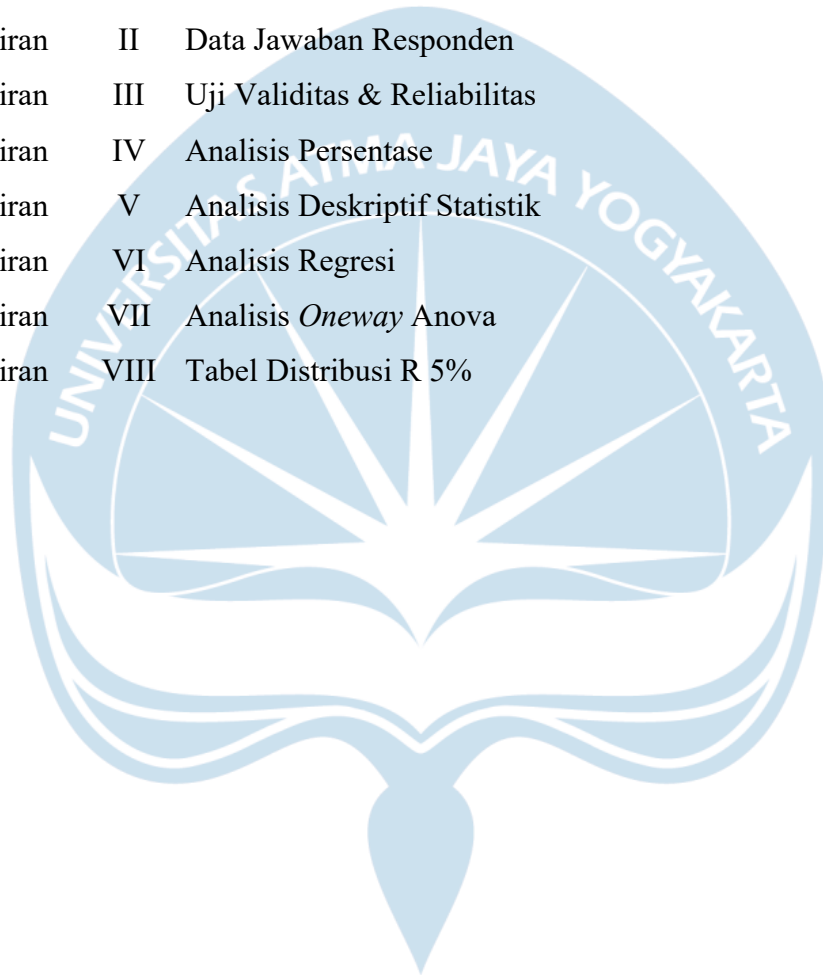 iran II Data Jawaban Responden
iran III Uji Validitas & Reliabilitas
iran IV Analisis Persentase
iran V Analisis Deskriptif Statistik
iran VI Analisis Regresi
iran VII Analisis Oneway Anova
iran VIII Tabel Distribusi R 5%
UNIVERSITAS ATMA JAYA YOGYAKARTA